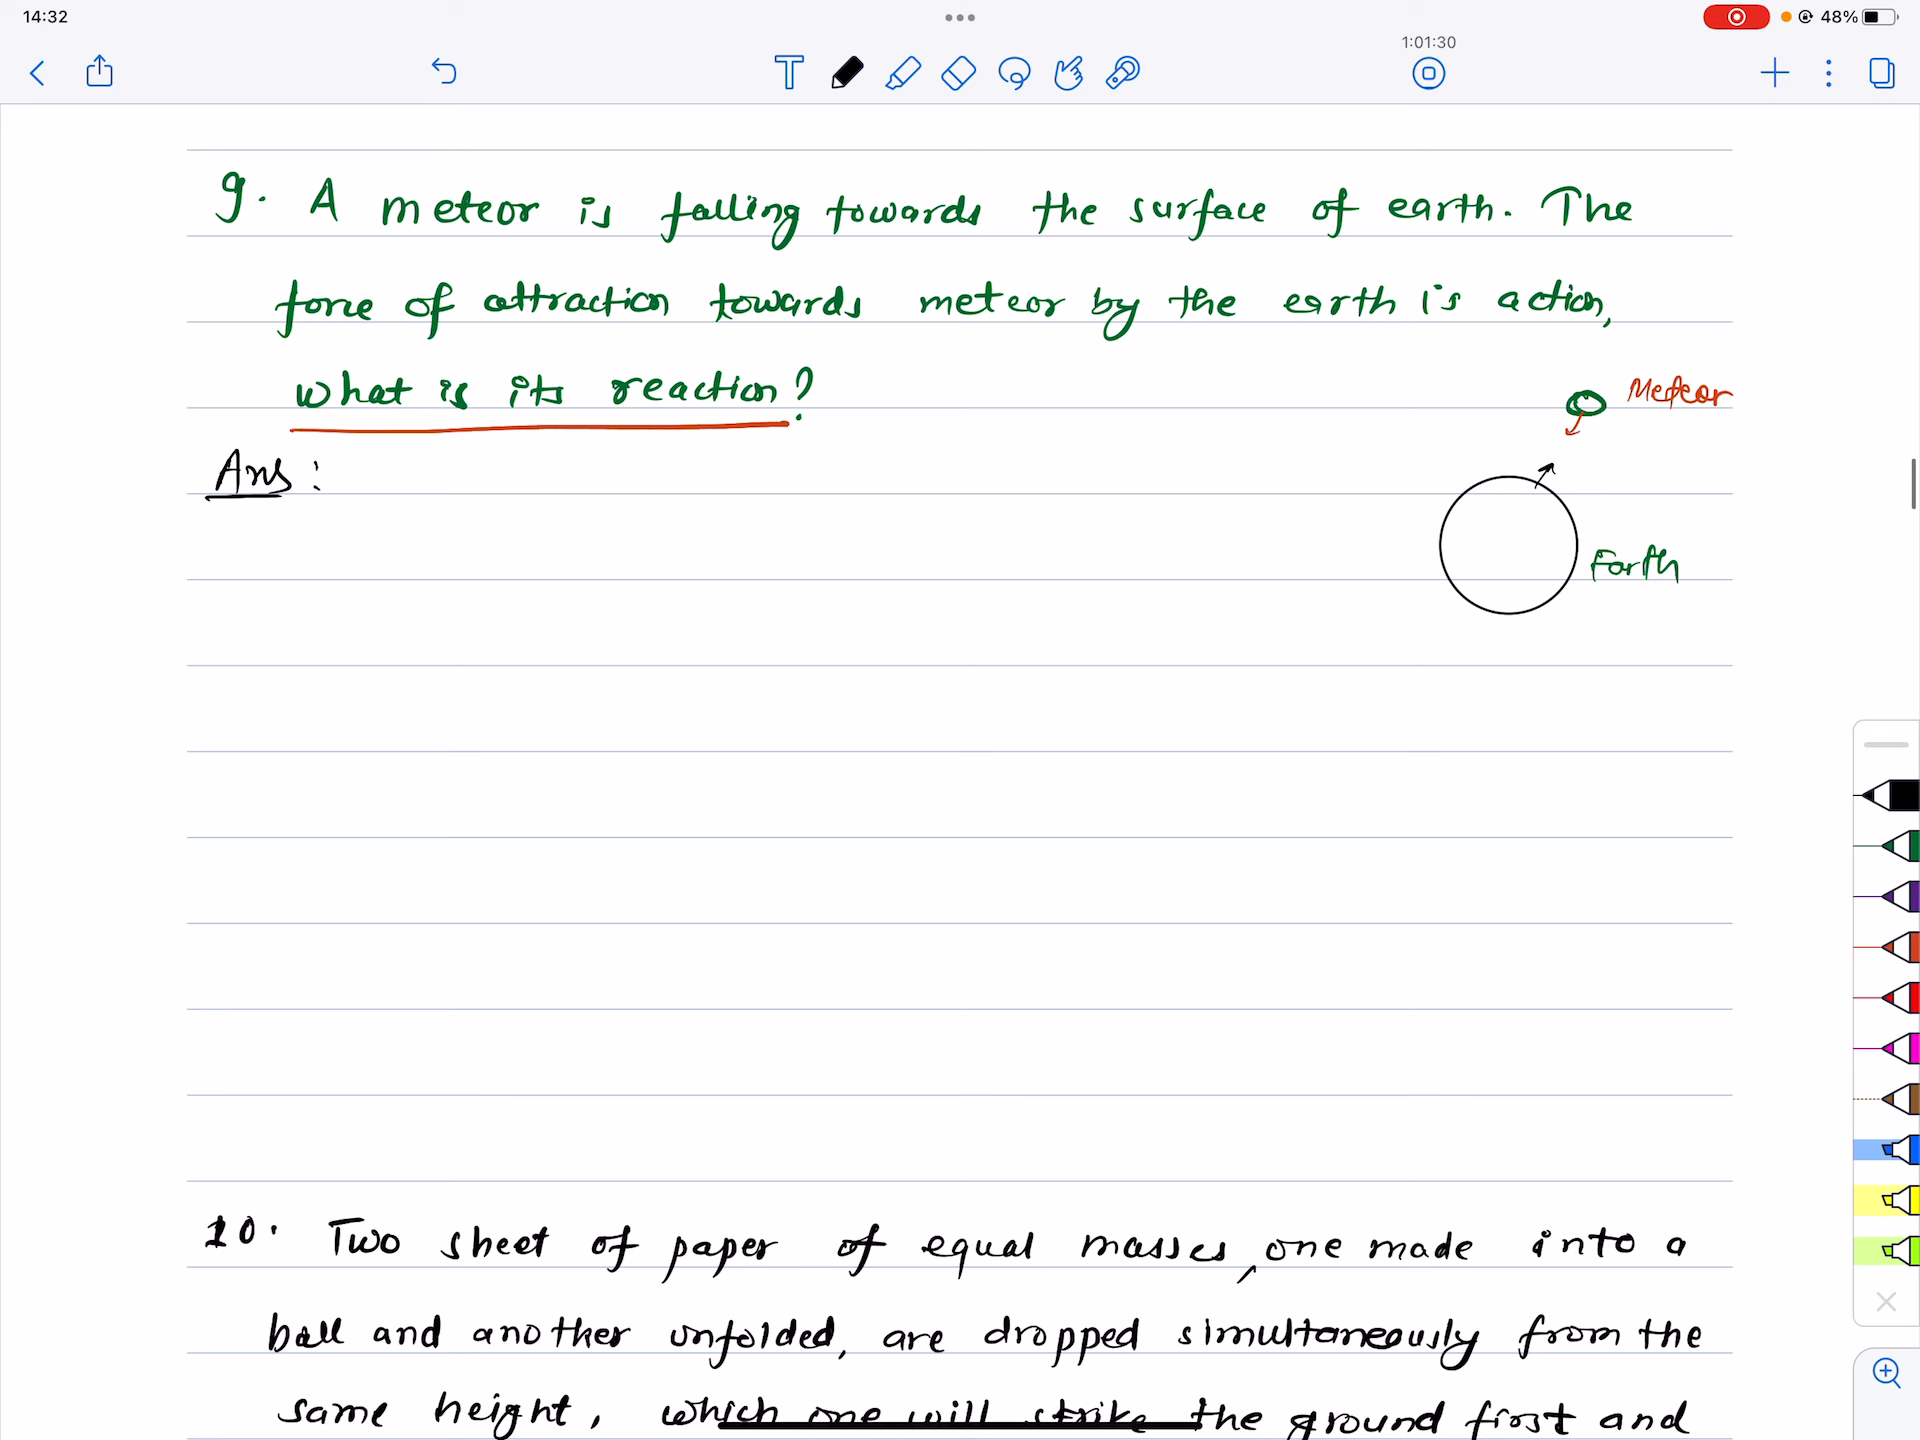 14:32
48%
1:01:30
9. A meteor is falling towards the surface of earth. The
force of attraction towards meteor by the earth is action,
what is its reaction?
Meteor
Ans:
Earth
10. Two sheet of paper of equal masses, one made into a
ball and another unfolded, are dropped simultaneously from the
same height, which one will strike the ground first and